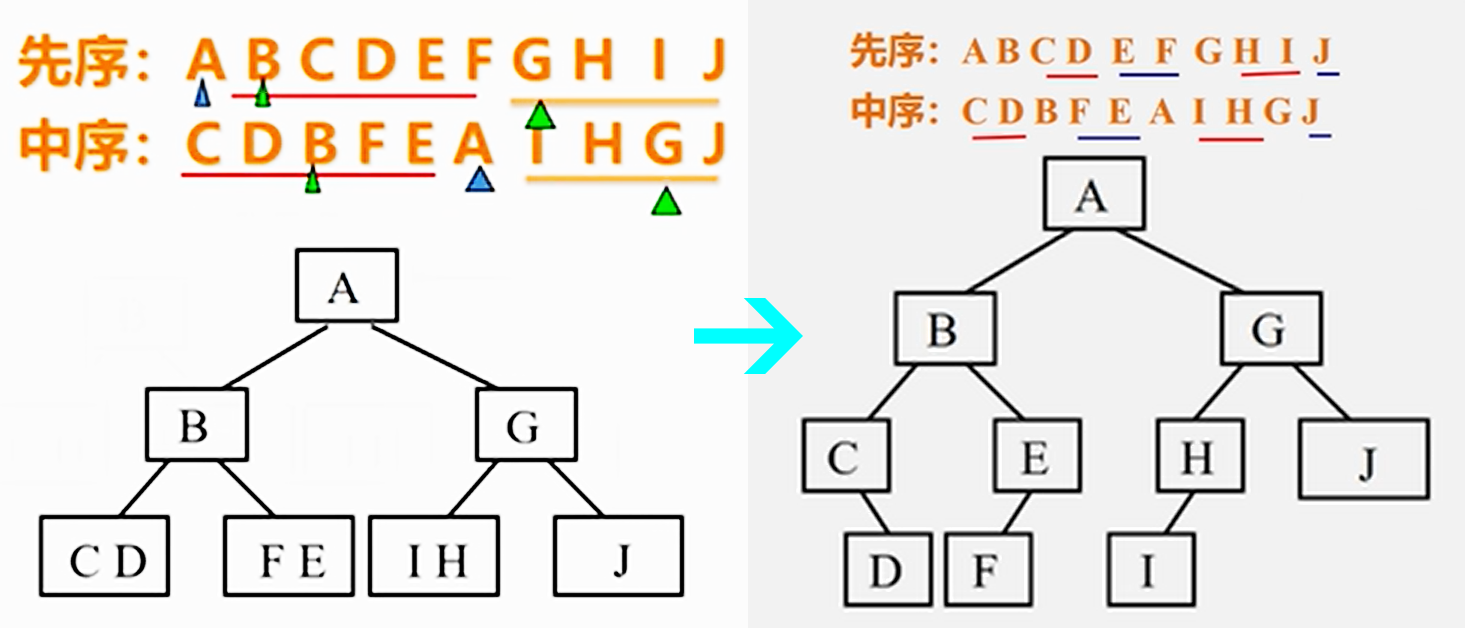 先序：A B C D E F G H I J
中序：C D B F E A I H G J
A
B G
C D F E I H J
先序：A B C D E F G H I J
中序：C D B F E A I H G J
A
B G
C E H J
D F I